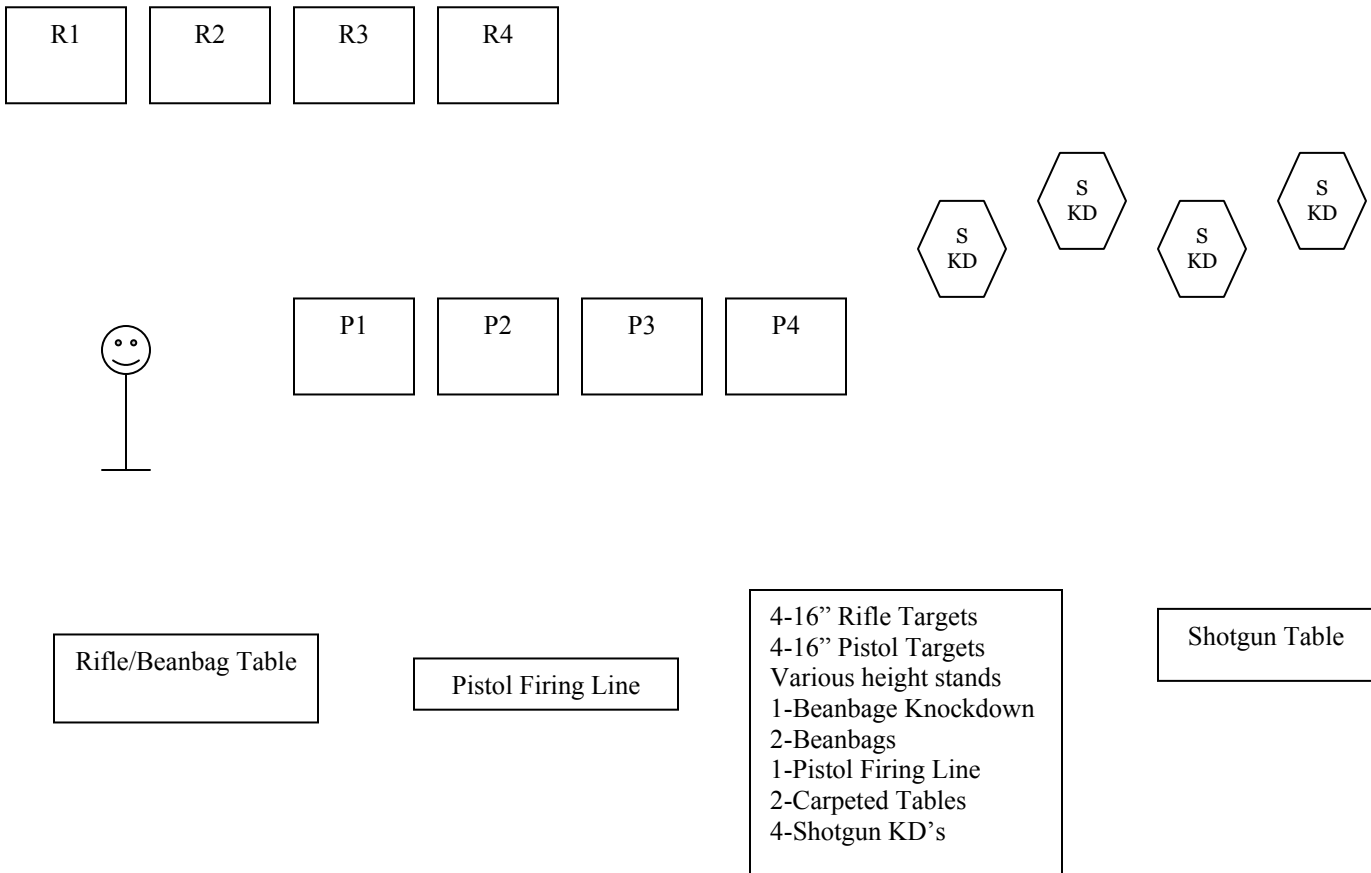 R1
R2
R3
R4
S
KD
S
KD
S
KD
S
KD
P1
P2
P3
P4
Rifle/Beanbag Table
Pistol Firing Line
4-16” Rifle Targets
4-16” Pistol Targets
Various height stands
1-Beanbage Knockdown
2-Beanbags
1-Pistol Firing Line
2-Carpeted Tables
4-Shotgun KD’s
Shotgun Table